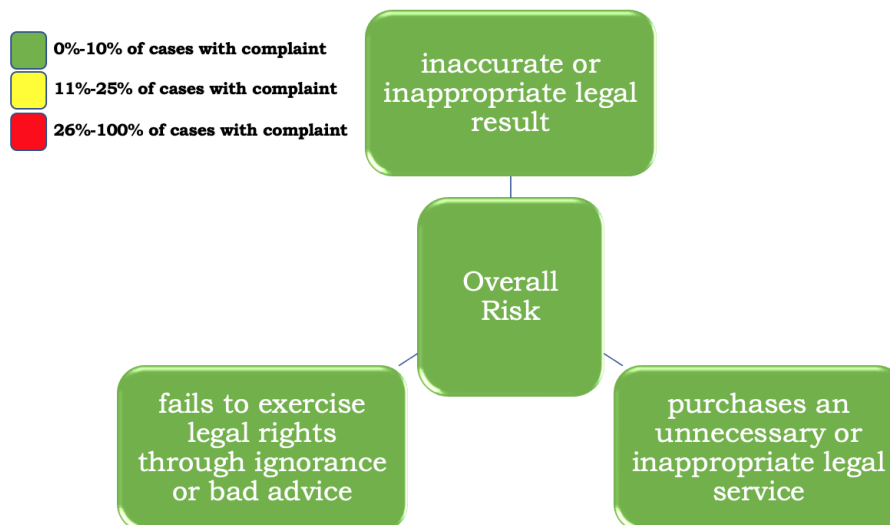 0%-10% of cases with complaint
11%-25% of cases with complaint
26%-100% of cases with complaint
inaccurate or
inappropriate legal
result
Overall
Risk
fails to exercise
legal rights
through ignorance
or bad advice
purchases an
unnecessary or
inappropriate legal
service